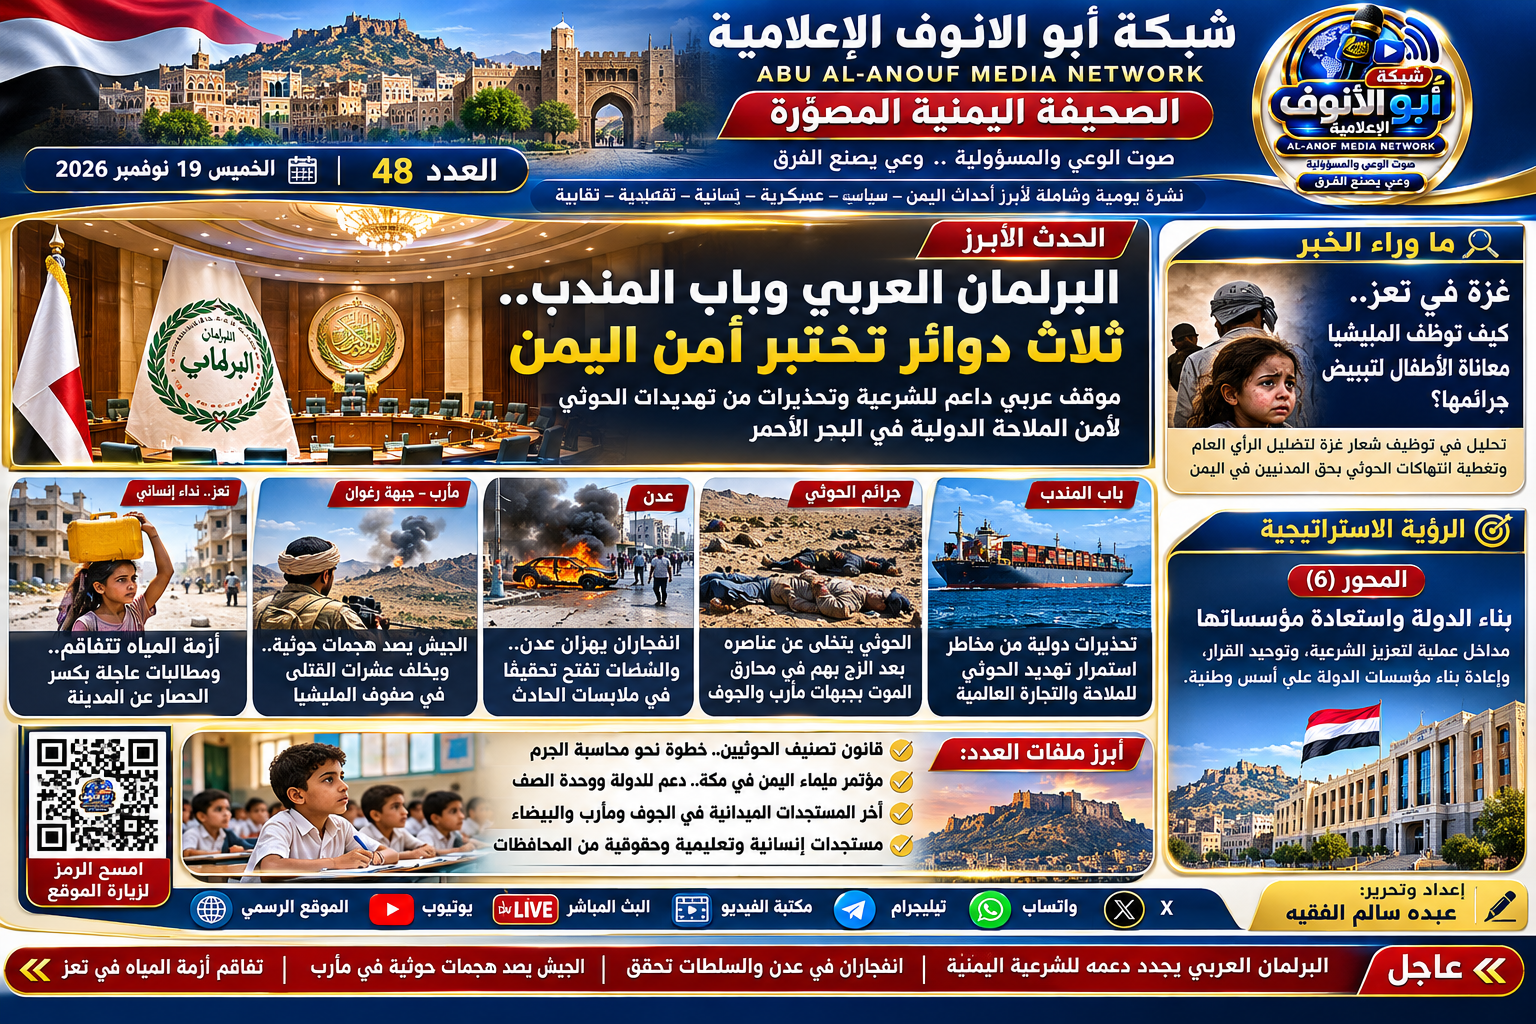 شبكة أبو الانوف الإعلامية
ABU AL-ANOUF MEDIA NETWORK
الصحيفة اليمنية المصوّرة
صوت الوعي والمسؤولية .. وعي يصنع الفرق
نشرة يومية وشاملة لأبرز أحداث اليمن – سياسية – عسكرية – إنسانية – – نقابية
العدد 48
الخميس 19 نوفمبر 2026
شبكة
أبو الأنوف
الإعلامية
AL-ANOF MEDIA NETWORK
صوت الوعي والمسؤولية
وعي يصنع الفرق
الحدث الأبرز
البرلمان العربي وباب المندب..
ثلاث دوائر تختبر أمن اليمن
موقف عربي داعم للشرعية وتحذيرات من تهديدات الحوثي
لأمن الملاحة الدولية في البحر الأحمر
البرلماني
ما وراء الخبر
غزة في تعز..
كيف توظف المليشيا
معاناة الأطفال لتبييض
جرائمها؟
تحليل في توظيف شعار غزة لتضليل الرأي العام
وتغطية انتهاكات الحوثي بحق المدنيين في اليمن
باب المندب
تحذيرات دولية من مخاطر
استمرار تهديد الحوثي
للملاحة والتجارة العالمية
جرائم الحوثي
الحوثي يتخلى عن عناصره
بعد الزج بهم في محارق
الموت بجبهات مأرب والجوف
عدن
انفجاران يهزان عدن..
تفتح تحقيقًا
في ملابسات الحادث
مأرب – جبهة رغوان
الجيش يصد هجمات حوثية..
ويخلف عشرات القتلى
في صفوف المليشيا
تعز.. نداء إنساني
أزمة المياه تتفاقم..
ومطالبات عاجلة بكسر
الحصار عن المدينة
الرؤية الاستراتيجية
المحور (6)
بناء الدولة واستعادة مؤسساتها
مداخل عملية لتعزيز الشرعية، وتوحيد القرار،
وإعادة بناء مؤسسات الدولة على أسس وطنية.
أبرز ملفات العدد:
قانون تصنيف الحوثيين.. خطوة نحو محاسبة الجرم
مؤتمر علماء اليمن في مكة.. دعم للدولة ووحدة الصف
أخر المستجدات الميدانية في الجوف ومأرب والبيضاء
مستجدات إنسانية وتعليمية وحقوقية من المحافظات
امسح الرمز
لزيارة الموقع
X
واتساب
تيليجرام
مكتبة الفيديو
البث المباشر
LIVE
يوتيوب
الموقع الرسمي
إعداد وتحرير:
عبده سالم الفقيه
عاجل
البرلمان العربي يجدد دعمه للشرعية اليمنية | انفجاران في عدن والسلطات تحقق | الجيش يصد هجمات حوثية في مأرب | تفاقم أزمة المياه في تعز